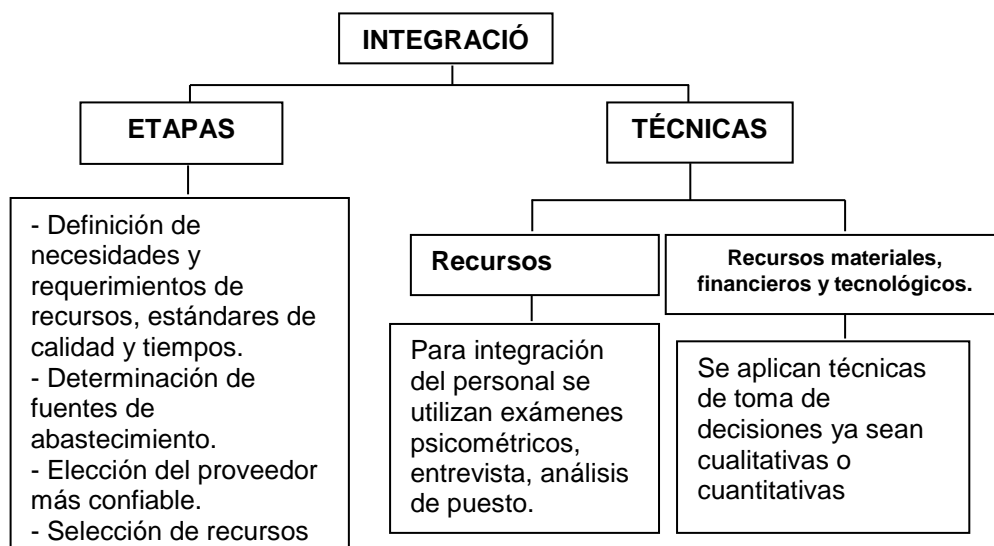 INTEGRACIÓ
ETAPAS
TÉCNICAS
- Definición de
necesidades y
requerimientos de
recursos, estándares de
calidad y tiempos.
- Determinación de
fuentes de
abastecimiento.
- Elección del proveedor
más confiable.
- Selección de recursos
Recursos
Para integración
del personal se
utilizan exámenes
psicométricos,
entrevista, análisis
de puesto.
Recursos materiales,
financieros y tecnológicos.
Se aplican técnicas
de toma de
decisiones ya sean
cualitativas o
cuantitativas